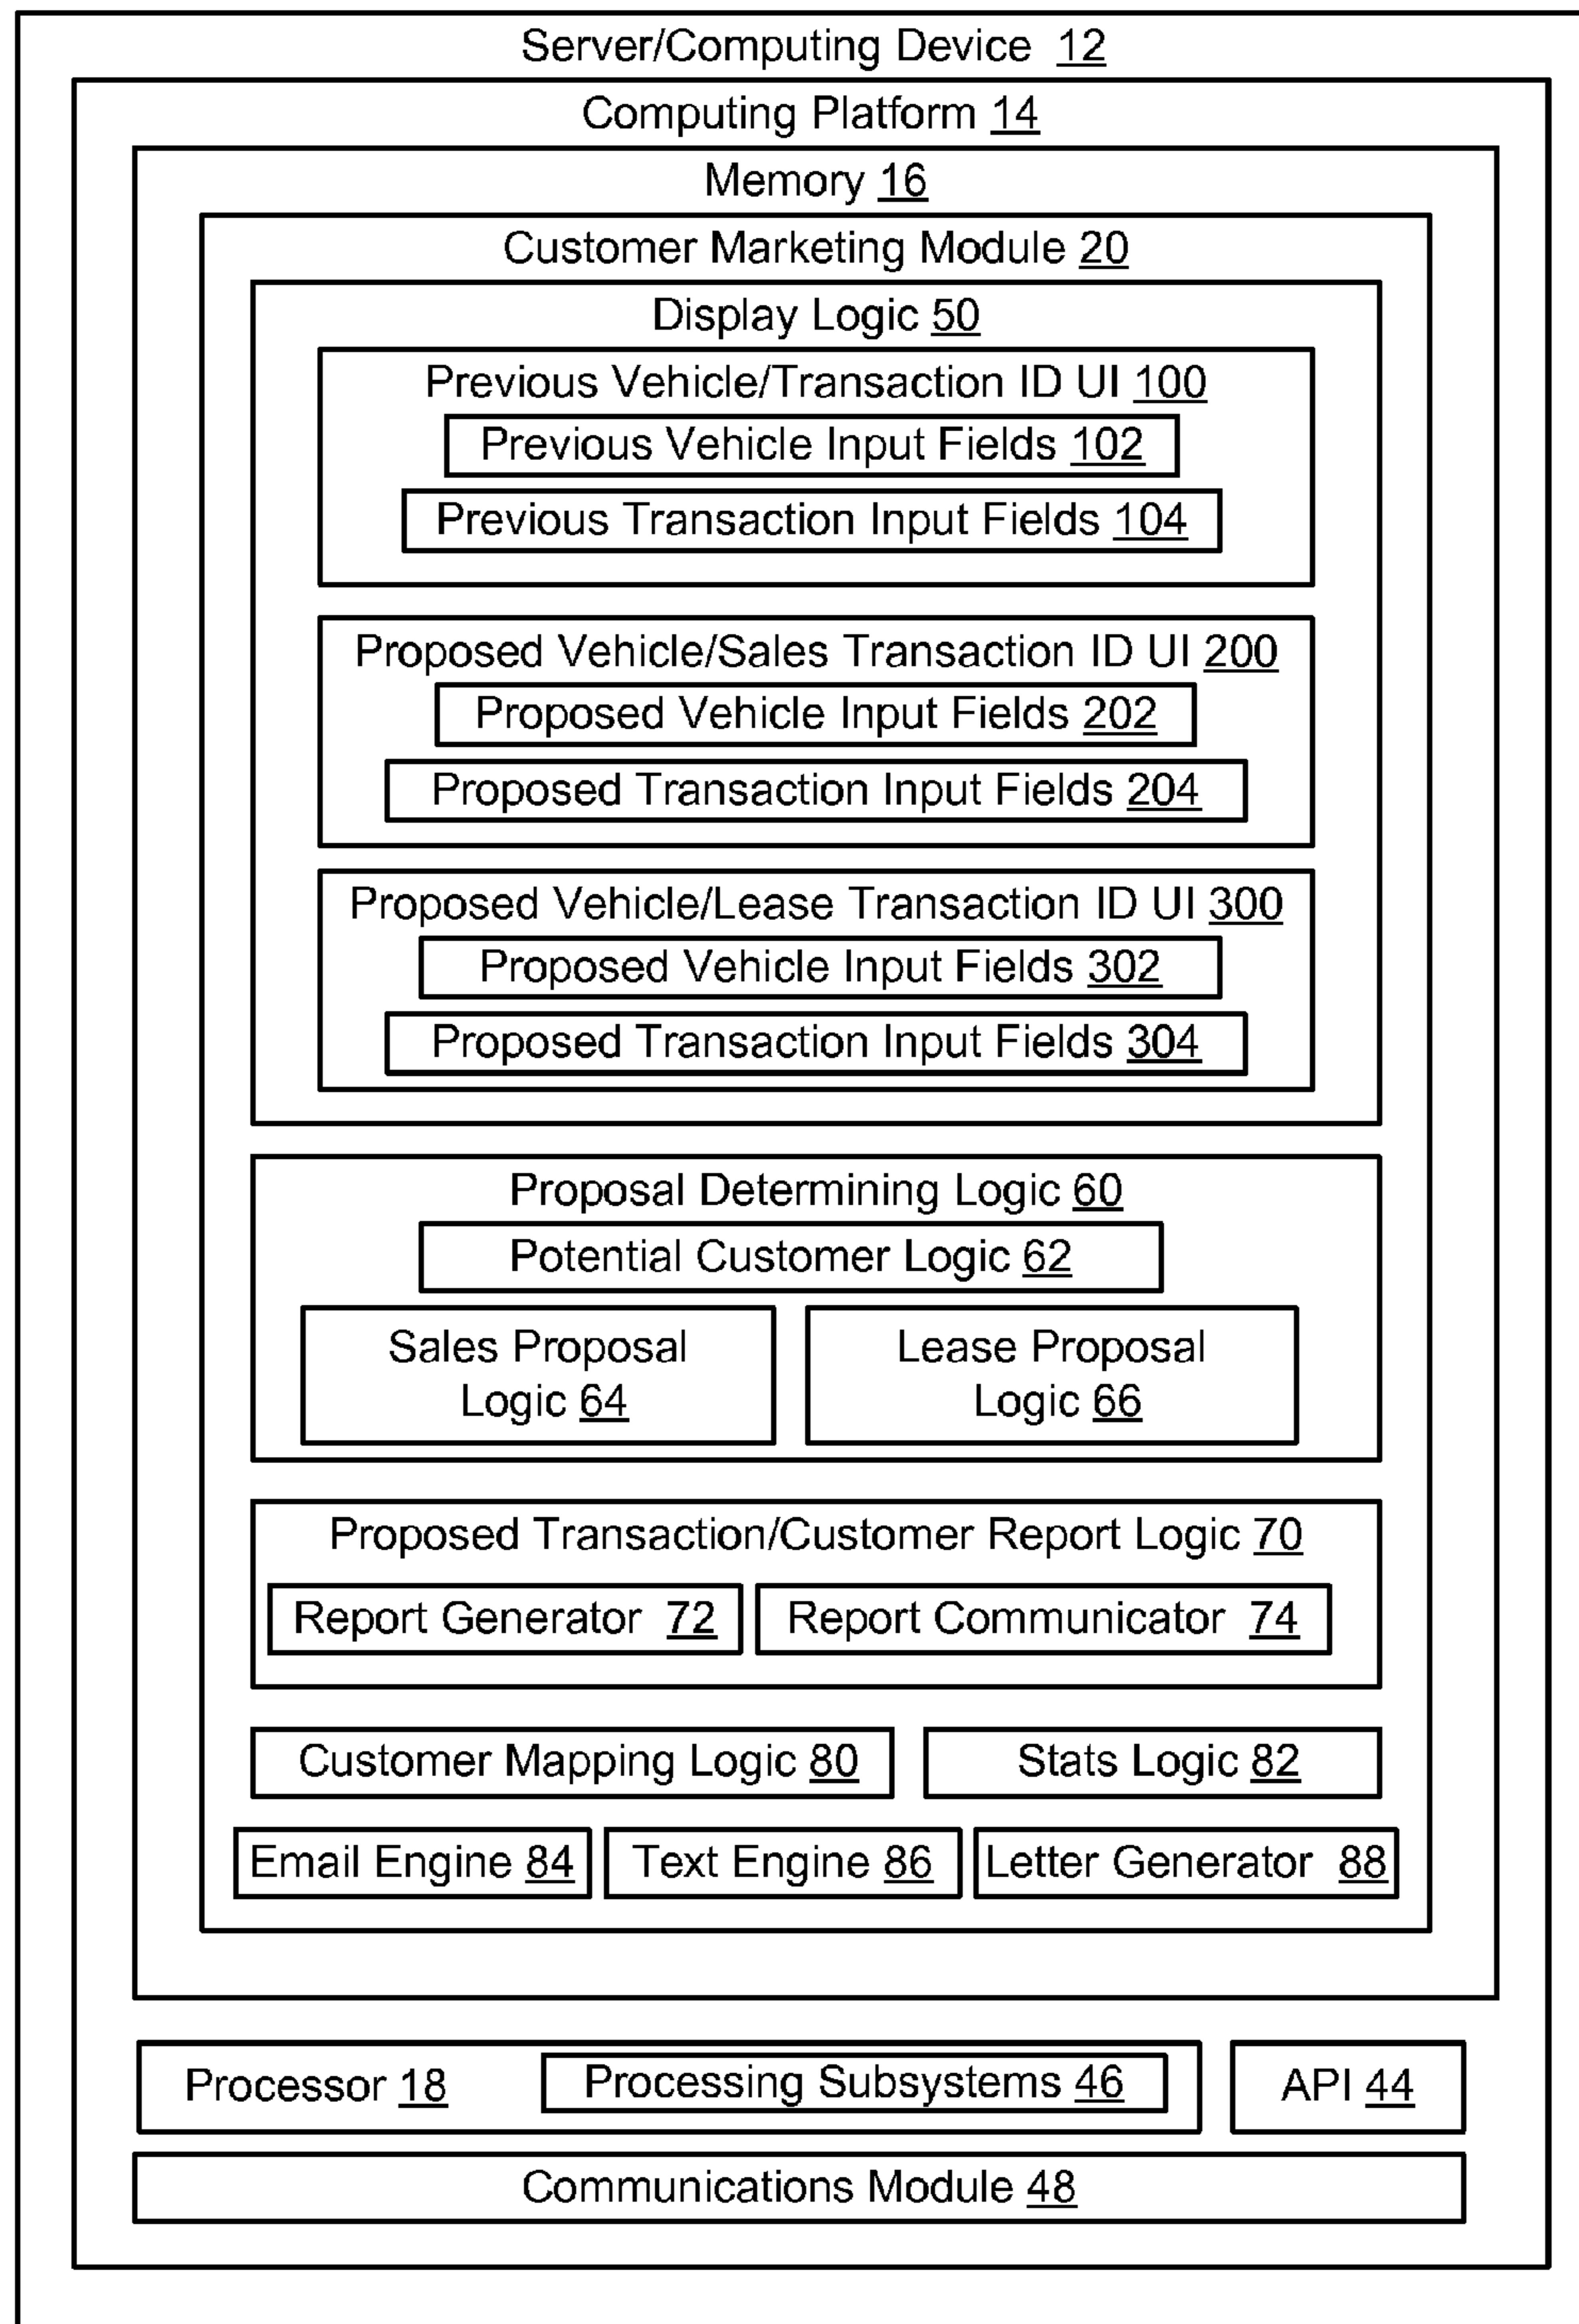 Server/Computing Device 12
Computing Platform 14
Memory 16
Customer Marketing Module 20
Display Logic 50
Previous Vehicle/Transaction ID UI 100
Previous Vehicle Input Fields 102
Previous Transaction Input Fields 104
Proposed Vehicle/Sales Transaction ID UI 200
Proposed Vehicle Input Fields 202
Proposed Transaction Input Fields 204
Proposed Vehicle/Lease Transaction ID UI 300
Proposed Vehicle Input Fields 302
Proposed Transaction Input Fields 304
Proposal Determining Logic 60
Potential Customer Logic 62
Sales Proposal
Logic 64
Lease Proposal
Logic 66
Proposed Transaction/Customer Report Logic 70
Report Generator 72
Report Communicator 74
Customer Mapping Logic 80
Stats Logic 82
Email Engine 84
Text Engine 86
Letter Generator 88
Processor 18
Processing Subsystems 46
API 44
Communications Module 48